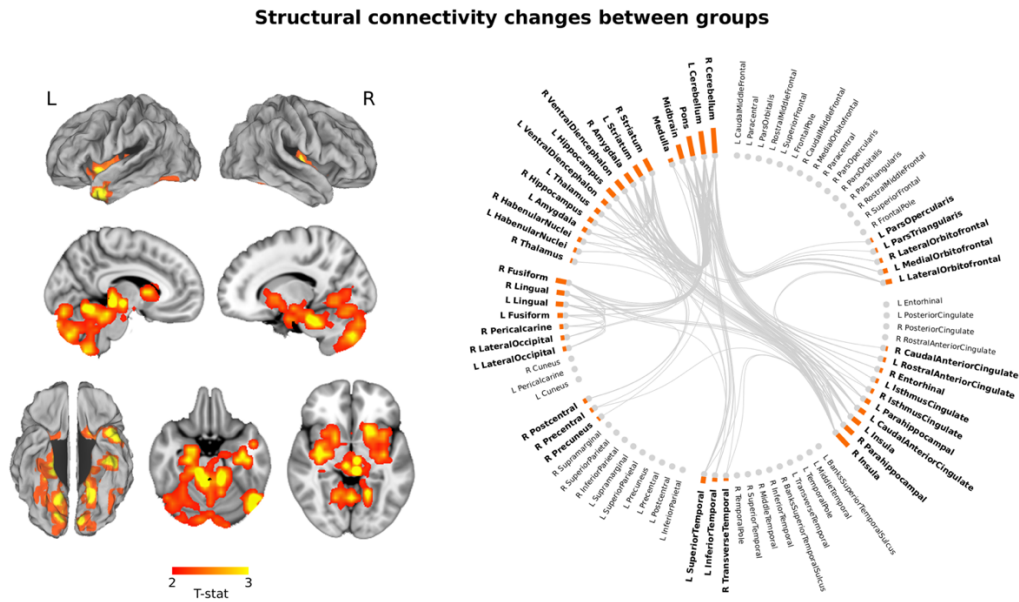 Structural connectivity changes between groups
L
R
2
3
T-stat
R Cerebellum
L Cerebellum
Pons
Midbrain
Medulla
R Striatum
L Striatum
R Amygdala
R VentralDiencephalon
L Hippocampus
L VentralDiencephalon
L Thalamus
R Hippocampus
L Amygdala
R HabenularNuclei
L HabenularNuclei
R Thalamus
R Fusiform
R Lingual
L Lingual
L Fusiform
R Pericalcarine
R LateralOccipital
L LateralOccipital
R Cuneus
L Pericalcarine
L Cuneus
R Postcentral
R Precentral
R Precuneus
R Supramarginal
R SuperiorParietal
R InferiorParietal
L Supramarginal
L SuperiorParietal
L Precuneus
L Precentral
L Postcentral
L InferiorParietal
L SuperiorTemporal
L InferiorTemporal
R TransverseTemporal
R TemporalPole
R SuperiorTemporal
R MiddleTemporal
R InferiorTemporal
R BanksSuperiorTemporalSulcus
L TransverseTemporal
L TemporalPole
L MiddleTemporal
L BanksSuperiorTemporalSulcus
R Insula
R Parahippocampal
L Insula
L CaudalAnteriorCingulate
L Parahippocampal
R IsthmusCingulate
L IsthmusCingulate
R Entorhinal
L RostralAnteriorCingulate
R CaudalAnteriorCingulate
R RostralAnteriorCingulate
R PosteriorCingulate
L PosteriorCingulate
L Entorhinal
L LateralOrbitofrontal
L MedialOrbitofrontal
R LateralOrbitofrontal
L ParsTriangularis
L ParsOpercularis
R FrontalPole
R SuperiorFrontal
R RostralMiddleFrontal
R ParsTriangularis
R ParsOrbitalis
R ParsOpercularis
R Paracentral
R MedialOrbitofrontal
R CaudalMiddleFrontal
L FrontalPole
L SuperiorFrontal
L RostralMiddleFrontal
L ParsOrbitalis
L Paracentral
L CaudalMiddleFrontal